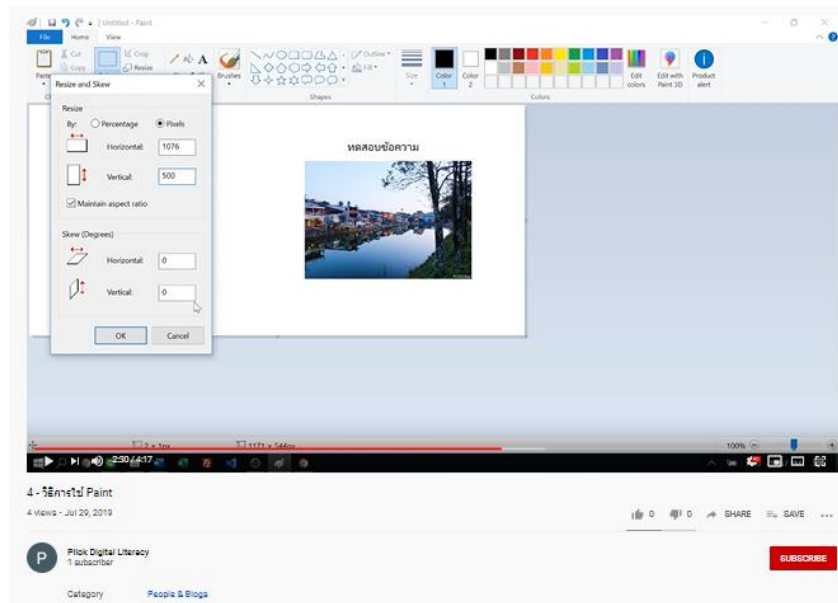 Untitled - Paint
File Home View
Cut
Copy
Paste
Crop
Resize
Brushes
Outline
Fill
Shapes
Size
Color 1
Color 2
Colors
Edit colors
Edit with Paint 3D
Product alert
Resize and Skew
Resize
By: Percentage Pixels
Horizontal: 1076
Vertical: 500
Maintain aspect ratio
Skew (Degrees)
Horizontal: 0
Vertical: 0
OK Cancel
ทดสอบข้อความ
1171 × 544px
100%
2:30 / 4:17
4 - วิธีการใช้ Paint
4 views - Jul 29, 2019
0 0 SHARE SAVE
P
Pilok Digital Literacy
1 subscriber
SUBSCRIBE
Category People & Blogs